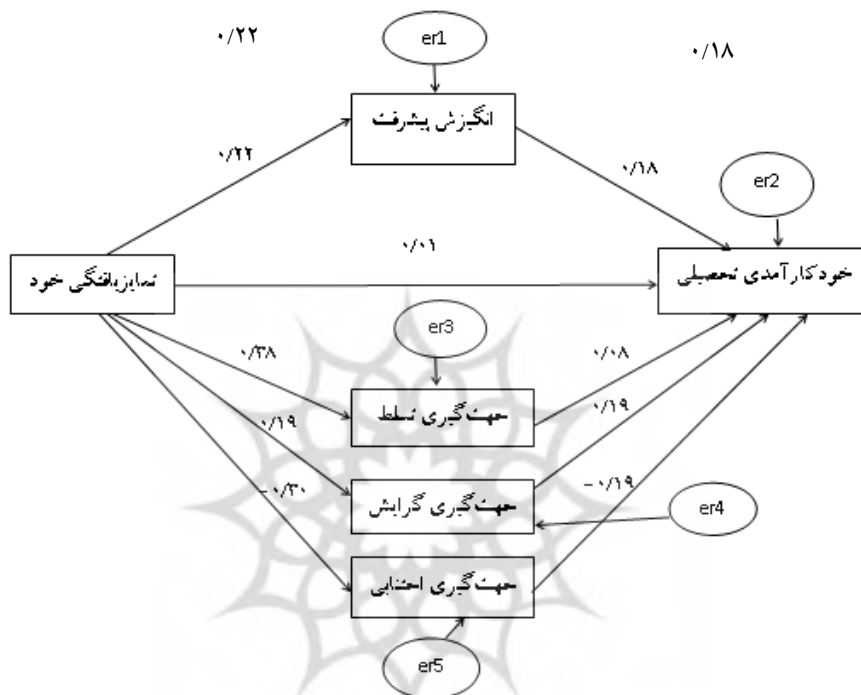 ۰/۲۲
er1
۰/۱۸
انگیزش پیشرفت
۰/۲۲
۰/۱۸
er2
۰/۰۱
تمایزیافتگی خود
خودکارآمدی تحصیلی
er3
۰/۳۸
۰/۰۸
جهت‌گیری تسلط
۰/۱۹
۰/۱۹
جهت‌گیری گرایش
-۰/۳۰
-۰/۱۹
er4
جهت‌گیری اجتنابی
er5